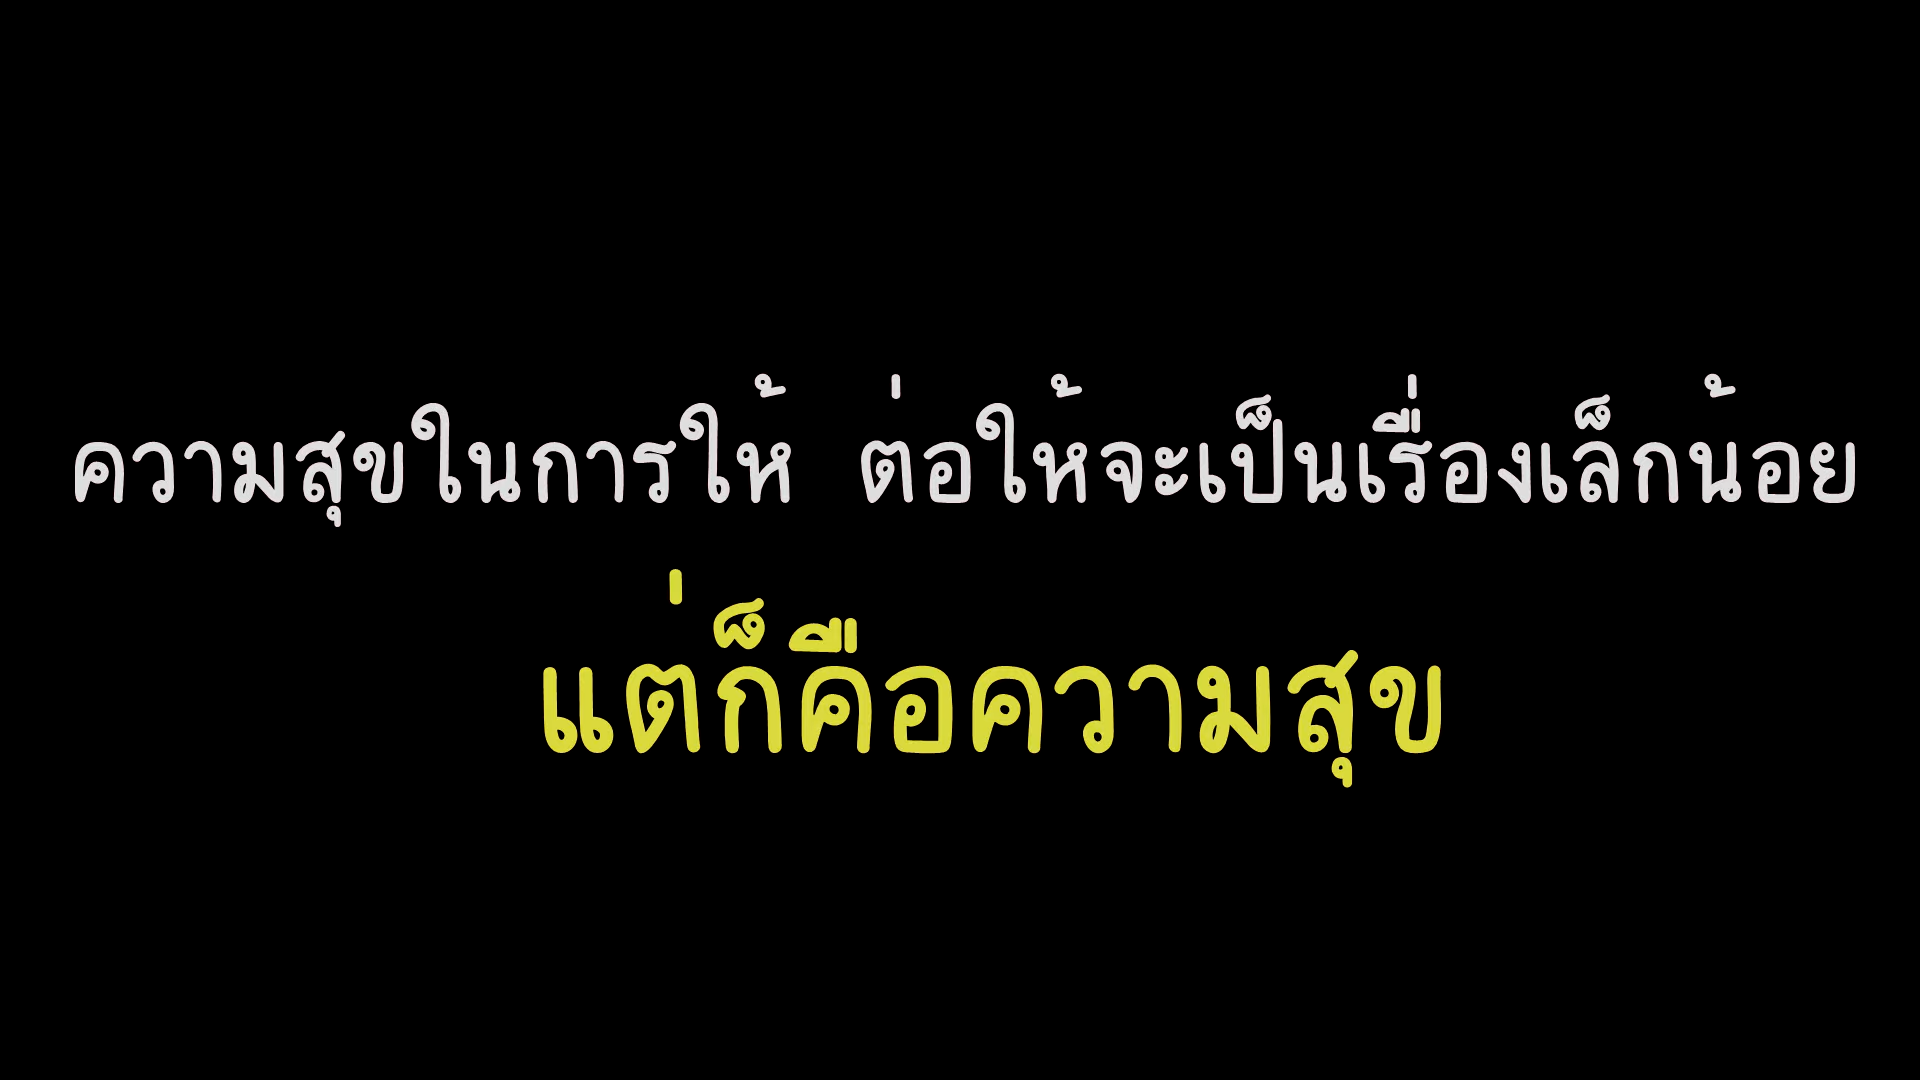 ความสุขในการให้ ต่อให้จะเป็นเรื่องเล็กน้อย
แต่ก็คือความสุข